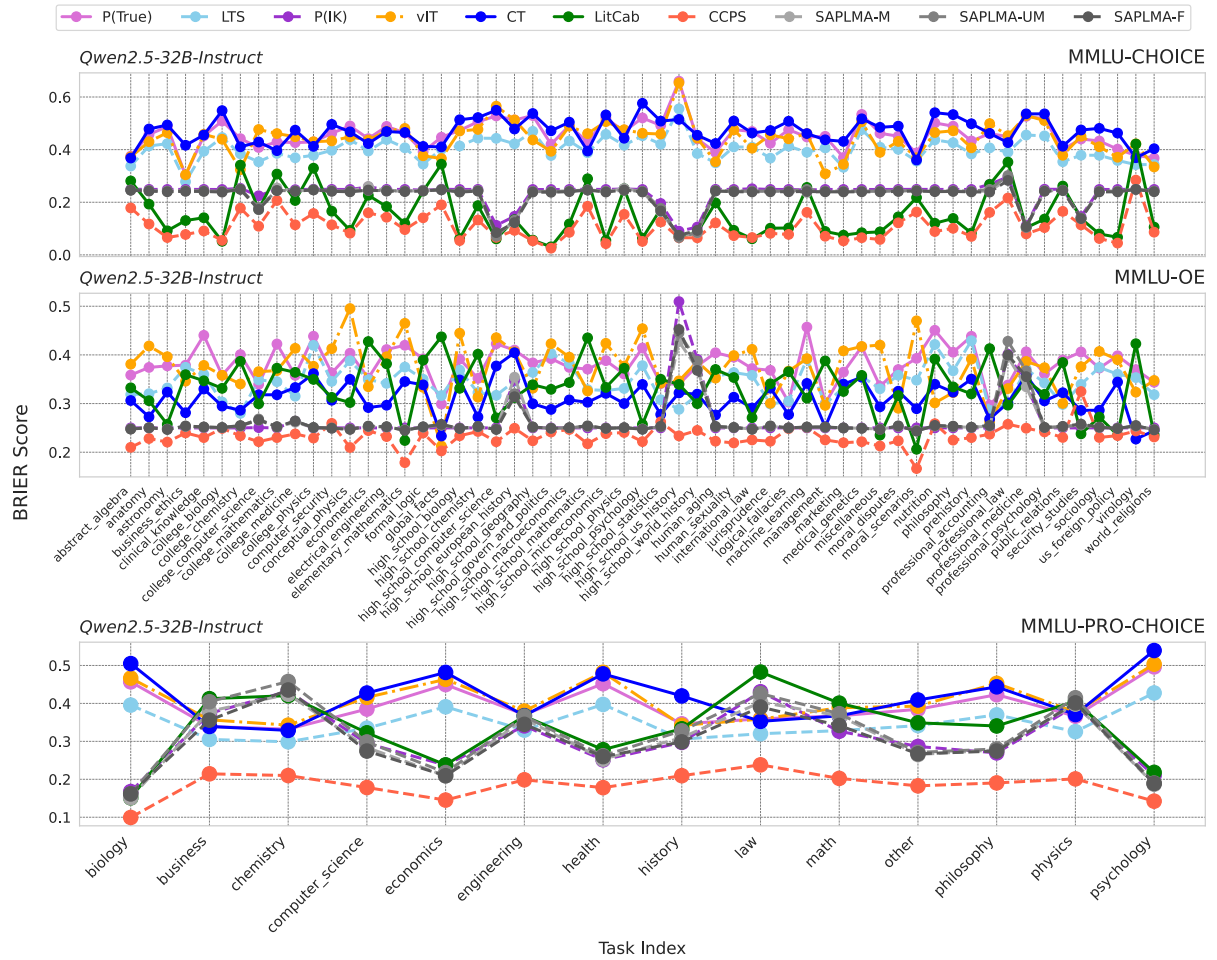 P(True) LTS P(IK) vIT CT LitCab CCPS SAPLMA-M SAPLMA-UM SAPLMA-F
Qwen2.5-32B-Instruct MMLU-CHOICE
0.6
0.4
0.2
0.0
Qwen2.5-32B-Instruct MMLU-OE
0.5
0.4
0.3
0.2
BRIER Score
abstract_algebra
anatomy
astronomy
business_ethics
clinical_knowledge
college_biology
college_chemistry
college_computer_science
college_mathematics
college_medicine
college_physics
computer_security
conceptual_physics
econometrics
electrical_engineering
elementary_mathematics
formal_logic
global_facts
high_school_biology
high_school_chemistry
high_school_computer_science
high_school_european_history
high_school_geography
high_school_government_and_politics
high_school_macroeconomics
high_school_mathematics
high_school_microeconomics
high_school_physics
high_school_psychology
high_school_statistics
high_school_us_history
high_school_world_history
human_aging
human_sexuality
international_law
jurisprudence
logical_fallacies
machine_learning
management
marketing
medical_genetics
miscellaneous
moral_disputes
moral_scenarios
nutrition
philosophy
prehistory
professional_accounting
professional_law
professional_medicine
professional_psychology
public_relations
security_studies
sociology
us_foreign_policy
virology
world_religions
Qwen2.5-32B-Instruct MMLU-PRO-CHOICE
0.5
0.4
0.3
0.2
0.1
biology
business
chemistry
computer_science
economics
engineering
health
history
law
math
other
philosophy
physics
psychology
Task Index